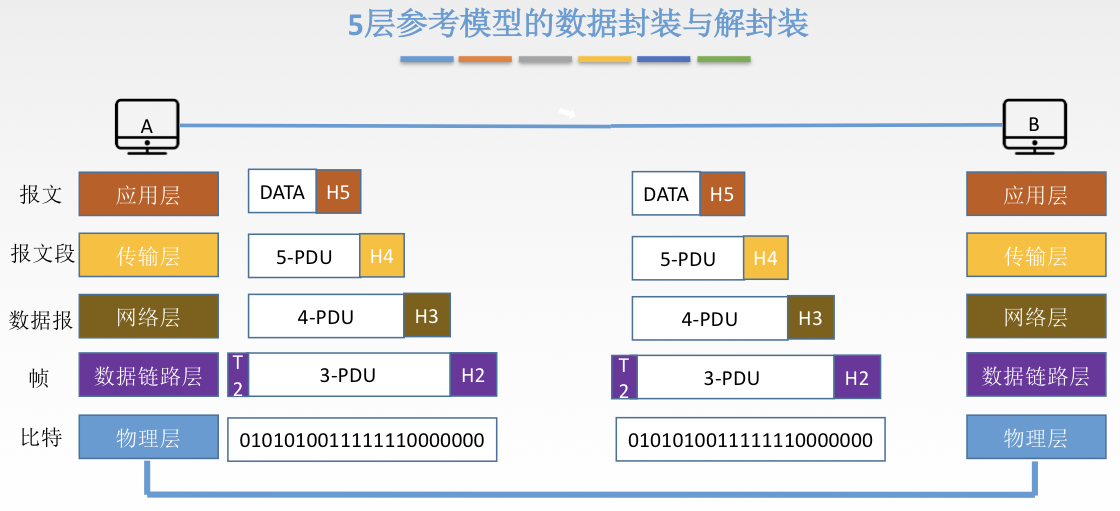 5层参考模型的数据封装与解封装
A
B
报文 应用层 DATA H5 DATA H5 应用层
报文段 传输层 5-PDU H4 5-PDU H4 传输层
数据报 网络层 4-PDU H3 4-PDU H3 网络层
帧 数据链路层 T2 3-PDU H2 T2 3-PDU H2 数据链路层
比特 物理层 0101010011111110000000 0101010011111110000000 物理层